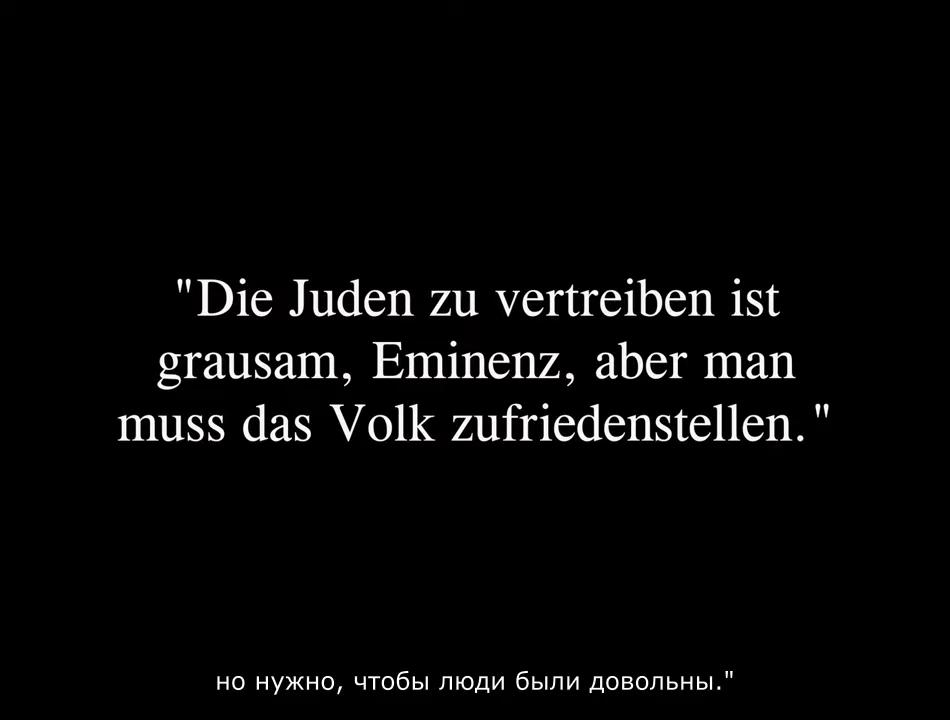 "Die Juden zu vertreiben ist
grausam, Eminenz, aber man
muss das Volk zufriedenstellen."
но нужно, чтобы люди были довольны."